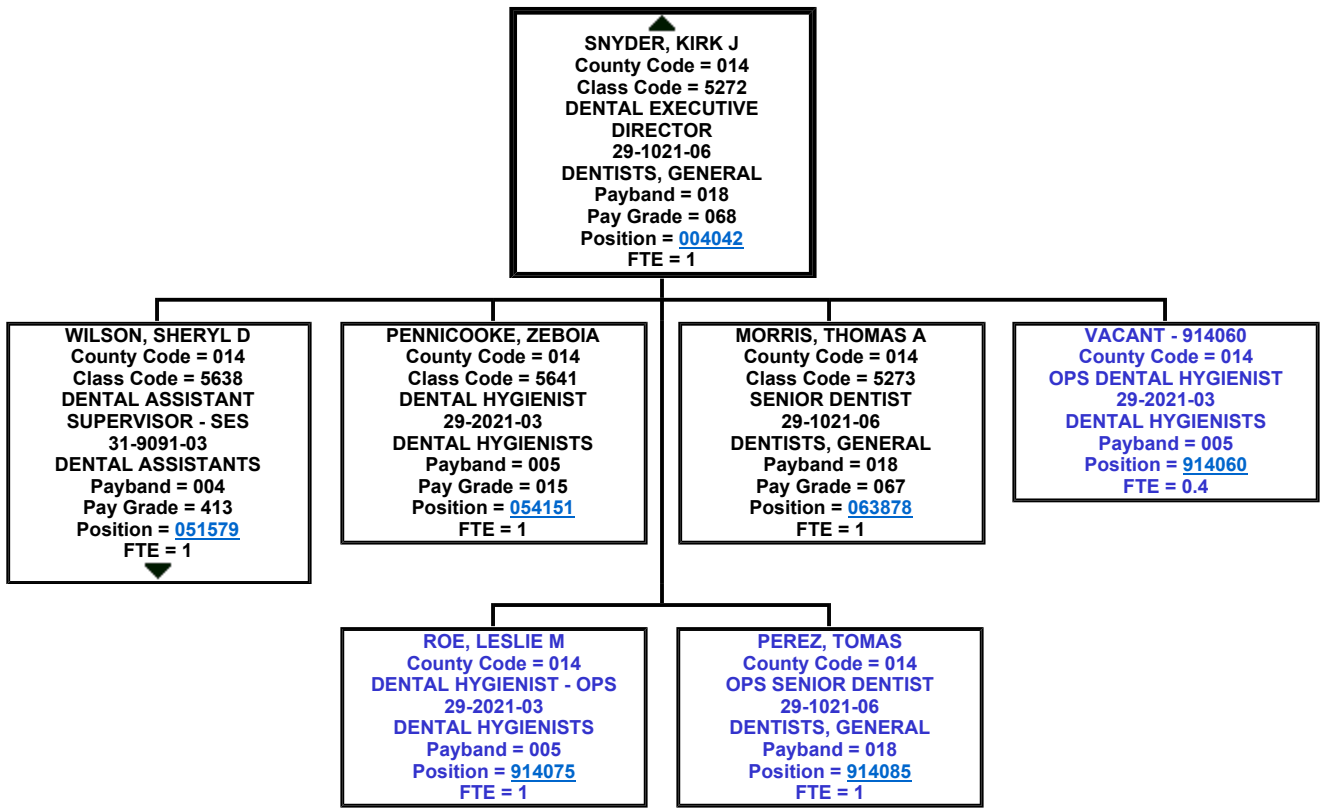 SNYDER, KIRK J
County Code = 014
Class Code = 5272
DENTAL EXECUTIVE
DIRECTOR
29-1021-06
DENTISTS, GENERAL
Payband = 018
Pay Grade = 068
Position = 004042
FTE = 1
WILSON, SHERYL D
County Code = 014
Class Code = 5638
DENTAL ASSISTANT
SUPERVISOR - SES
31-9091-03
DENTAL ASSISTANTS
Payband = 004
Pay Grade = 413
Position = 051579
FTE = 1
PENNICOOKE, ZEBOIA
County Code = 014
Class Code = 5641
DENTAL HYGIENIST
29-2021-03
DENTAL HYGIENISTS
Payband = 005
Pay Grade = 015
Position = 054151
FTE = 1
MORRIS, THOMAS A
County Code = 014
Class Code = 5273
SENIOR DENTIST
29-1021-06
DENTISTS, GENERAL
Payband = 018
Pay Grade = 067
Position = 063878
FTE = 1
VACANT - 914060
County Code = 014
OPS DENTAL HYGIENIST
29-2021-03
DENTAL HYGIENISTS
Payband = 005
Position = 914060
FTE = 0.4
ROE, LESLIE M
County Code = 014
DENTAL HYGIENIST - OPS
29-2021-03
DENTAL HYGIENISTS
Payband = 005
Position = 914075
FTE = 1
PEREZ, TOMAS
County Code = 014
OPS SENIOR DENTIST
29-1021-06
DENTISTS, GENERAL
Payband = 018
Position = 914085
FTE = 1